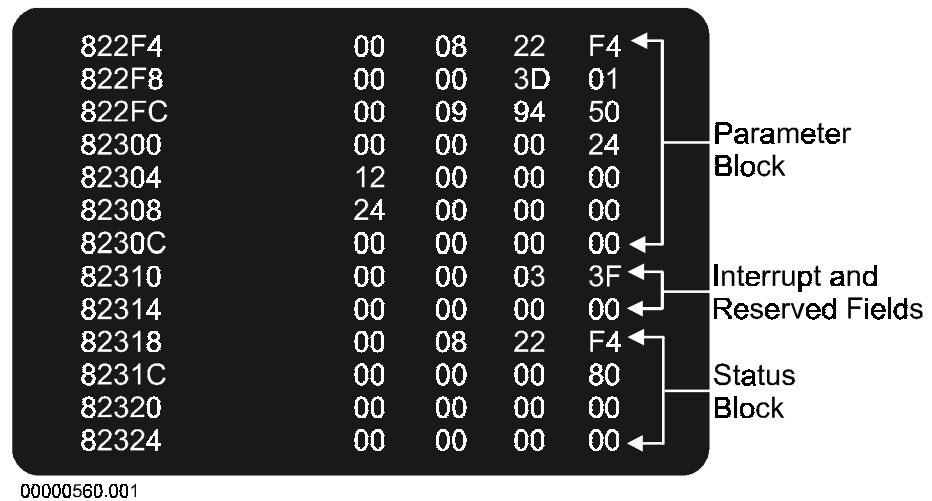 822F4 00 08 22 F4
822F8 00 00 3D 01
822FC 00 09 94 50
82300 00 00 00 24
82304 12 00 00 00
82308 24 00 00 00
8230C 00 00 00 00
82310 00 00 03 3F
82314 00 00 00 00
82318 00 08 22 F4
8231C 00 00 00 80
82320 00 00 00 00
82324 00 00 00 00
Parameter
Block
Interrupt and
Reserved Fields
Status
Block
00000560.001